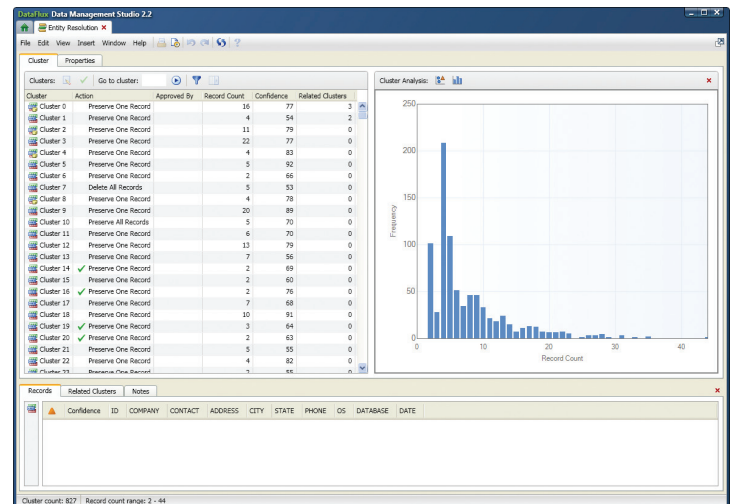 DataFlux Data Management Studio 2.2
Entity Resolution
File Edit View Insert Window Help
Cluster Properties
Clusters: Go to cluster:
Cluster Action Approved By Record Count Confidence Related Clusters
Cluster 0 Preserve One Record 16 77 3
Cluster 1 Preserve One Record 4 54 2
Cluster 2 Preserve One Record 11 79 0
Cluster 3 Preserve One Record 22 77 0
Cluster 4 Preserve One Record 4 83 0
Cluster 5 Preserve One Record 5 92 0
Cluster 6 Preserve One Record 2 66 0
Cluster 7 Delete All Records 5 53 0
Cluster 8 Preserve One Record 4 78 0
Cluster 9 Preserve One Record 20 89 0
Cluster 10 Preserve All Records 5 70 0
Cluster 11 Preserve One Record 6 70 0
Cluster 12 Preserve One Record 13 79 0
Cluster 13 Preserve One Record 7 56 0
Cluster 14 Preserve One Record 2 69 0
Cluster 15 Preserve One Record 2 60 0
Cluster 16 Preserve One Record 2 76 0
Cluster 17 Preserve One Record 7 68 0
Cluster 18 Preserve One Record 10 91 0
Cluster 19 Preserve One Record 3 64 0
Cluster 20 Preserve One Record 2 63 0
Cluster 21 Preserve One Record 5 55 0
Cluster 22 Preserve One Record 4 82 0
Cluster 23 Preserve One Record 2 55 0
Cluster Analysis:
250
200
150
100
50
0
Frequency
0 10 20 30 40
Record Count
Records Related Clusters Notes
Confidence ID COMPANY CONTACT ADDRESS CITY STATE PHONE OS DATABASE DATE
Cluster count: 827 Record count range: 2 - 44